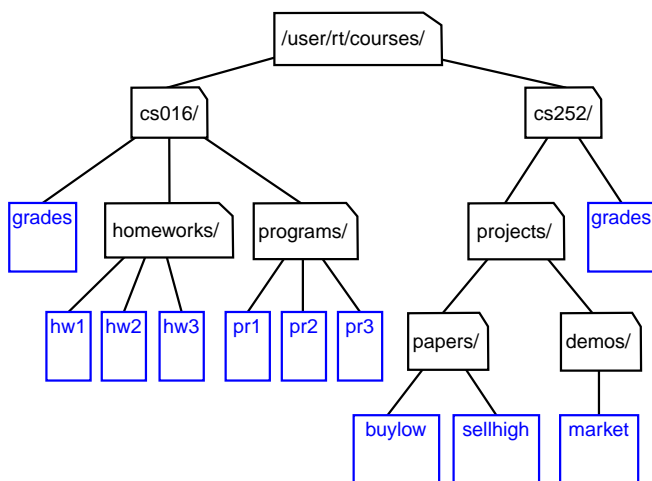 /user/rt/courses/
cs016/
cs252/
grades
homeworks/
programs/
projects/
grades
hw1
hw2
hw3
pr1
pr2
pr3
papers/
demos/
buylow
sellhigh
market